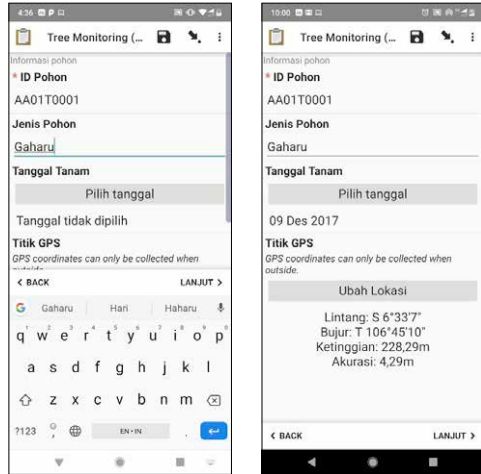 4:36
Tree Monitoring (...
Informasi pohon
* ID Pohon
AA01T0001
Jenis Pohon
Gaharu
Tanggal Tanam
Pilih tanggal
Tanggal tidak dipilih
Titik GPS
GPS coordinates can only be collected when
< BACK
LANJUT >
G Gaharu Hari Haharu
q w e r t y u i o p
a s d f g h j k l
z x c v b n m
?123 , EN • IN .
10:00
Tree Monitoring (...
Informasi pohon
* ID Pohon
AA01T0001
Jenis Pohon
Gaharu
Tanggal Tanam
Pilih tanggal
09 Des 2017
Titik GPS
GPS coordinates can only be collected when
outside.
Ubah Lokasi
Lintang: S 6°33'7"
Bujur: T 106°45'10"
Ketinggian: 228,29m
Akurasi: 4,29m
< BACK
LANJUT >